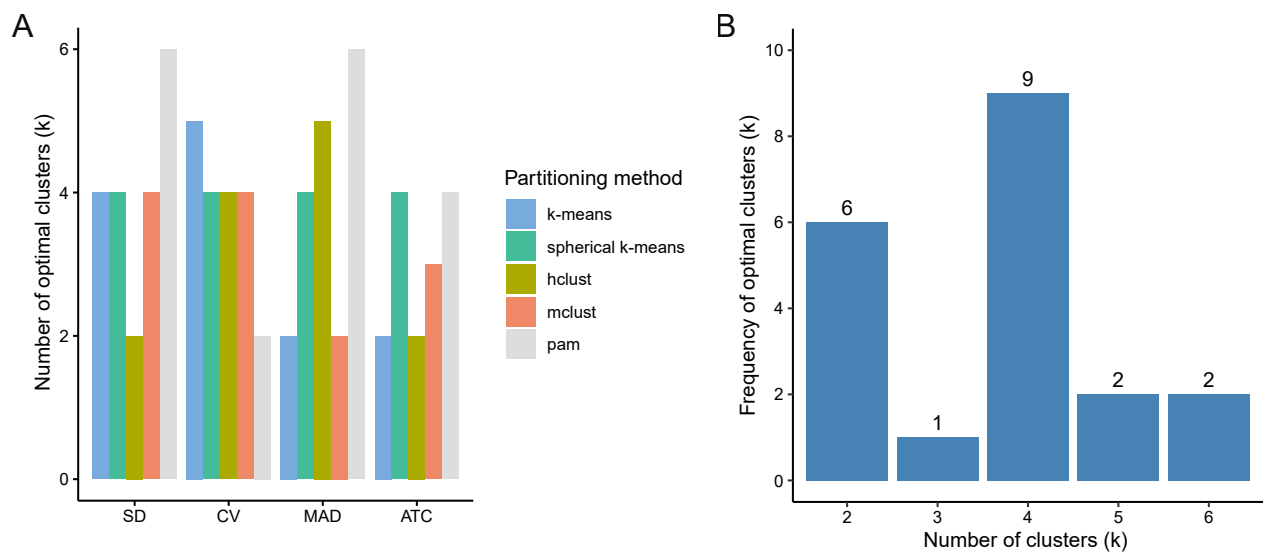 A
Number of optimal clusters (k)
6
4
2
0
SD CV MAD ATC
Partitioning method
k-means
spherical k-means
hclust
mclust
pam
B
Frequency of optimal clusters (k)
10
8
6
4
2
0
6
1
9
2
2
2 3 4 5 6
Number of clusters (k)